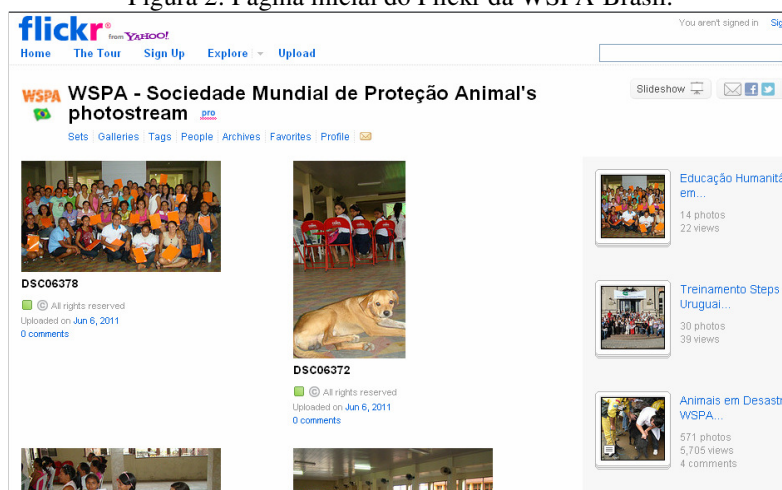 Figura 2: Página inicial do Flickr da WSPA-Brasil.
flickr from YAHOO!
You aren't signed in
Home The Tour Sign Up Explore Upload
WSPA
WSPA - Sociedade Mundial de Proteção Animal's
photostream pro
Slideshow
Sets Galleries Tags People Archives Favorites Profile
DSC06378
© All rights reserved
Uploaded on Jun 6, 2011
0 comments
DSC06372
© All rights reserved
Uploaded on Jun 6, 2011
0 comments
Educação Humanitá
em...
14 photos
22 views
Treinamento Steps
Uruguai...
30 photos
39 views
Animais em Desastr
WSPA...
571 photos
5,705 views
4 comments